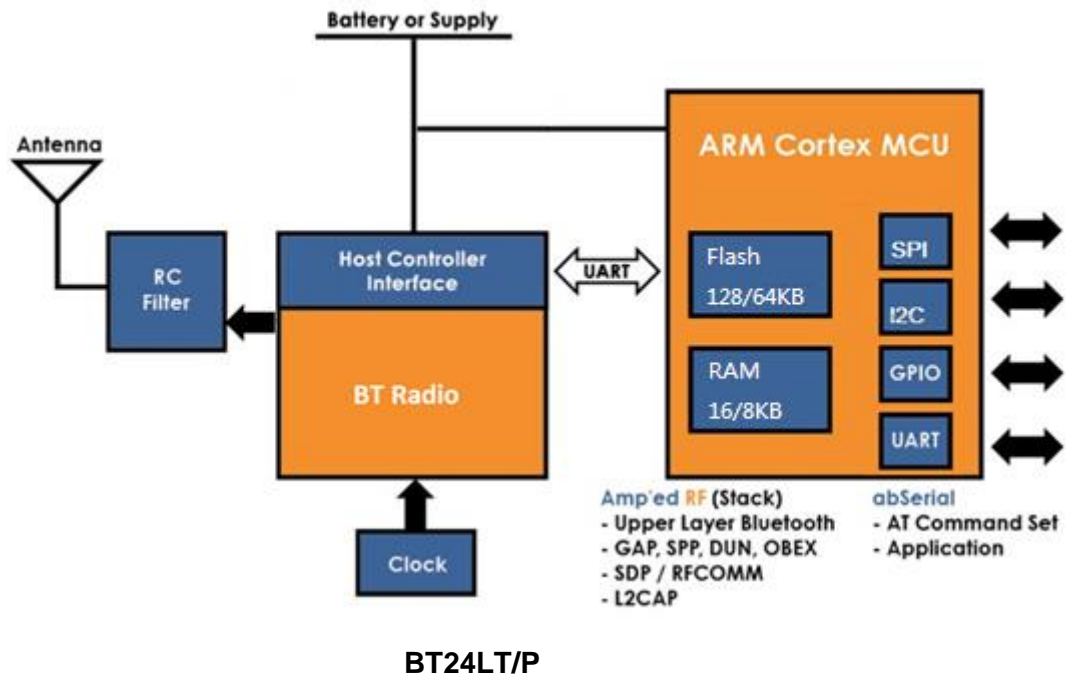 Battery or Supply
Antenna
RC
Filter
Host Controller
Interface
BT Radio
Clock
UART
ARM Cortex MCU
Flash
128/64KB
RAM
16/8KB
SPI
I2C
GPIO
UART
Amp'ed RF (Stack)
- Upper Layer Bluetooth
- GAP, SPP, DUN, OBEX
- SDP / RFCOMM
- L2CAP
abSerial
- AT Command Set
- Application
BT24LT/P